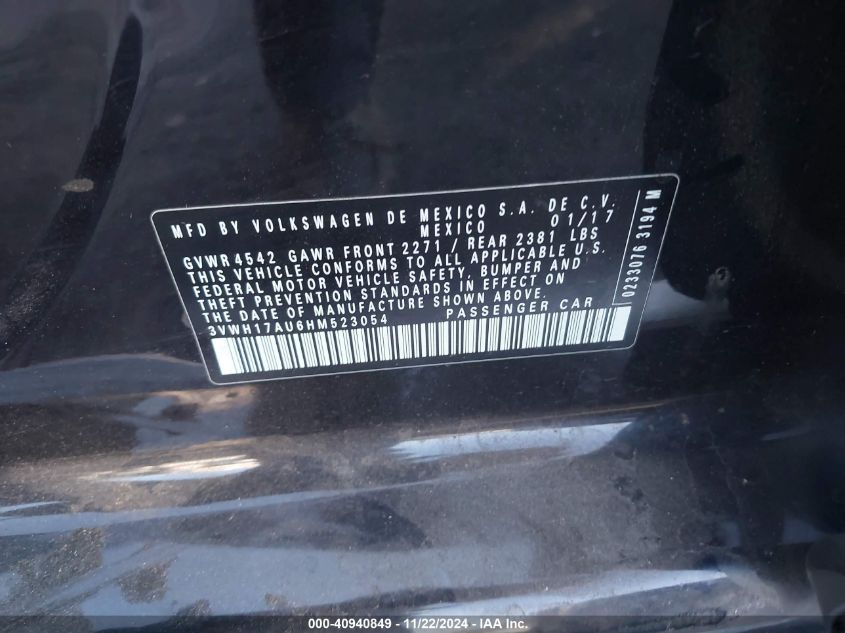 MFD BY VOLKSWAGEN DE MEXICO S.A. DE C.V.
MEXICO 01/17
GVWR 4542 GAWR FRONT 2271 / REAR 2381 LBS
THIS VEHICLE CONFORMS TO ALL APPLICABLE U.S.
FEDERAL MOTOR VEHICLE SAFETY, BUMPER AND
THEFT PREVENTION STANDARDS IN EFFECT ON
THE DATE OF MANUFACTURE SHOWN ABOVE.
3VWH17AU6HM523054 PASSENGER CAR
0233076 3194 M
000-40940849 - 11/22/2024 - IAA Inc.